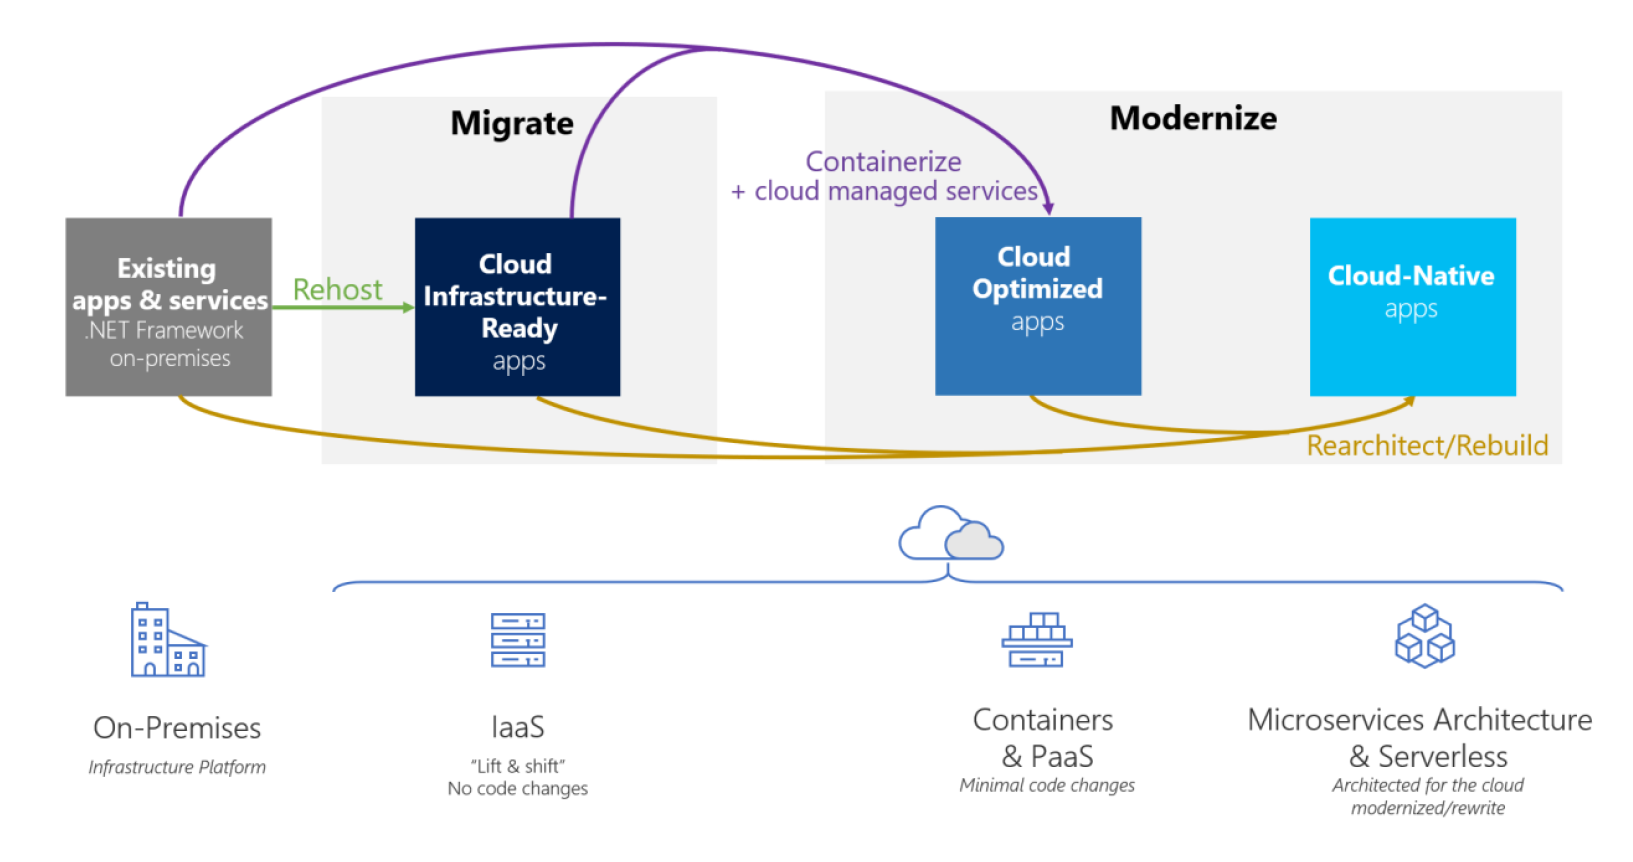 Migrate
Modernize
Containerize
+ cloud managed services
Existing
apps & services
.NET Framework
on-premises
Rehost
Cloud
Infrastructure-
Ready
apps
Cloud
Optimized
apps
Cloud-Native
apps
Rearchitect/Rebuild
On-Premises
Infrastructure Platform
IaaS
“Lift & shift”
No code changes
Containers
& PaaS
Minimal code changes
Microservices Architecture
& Serverless
Architected for the cloud
modernized/rewrite